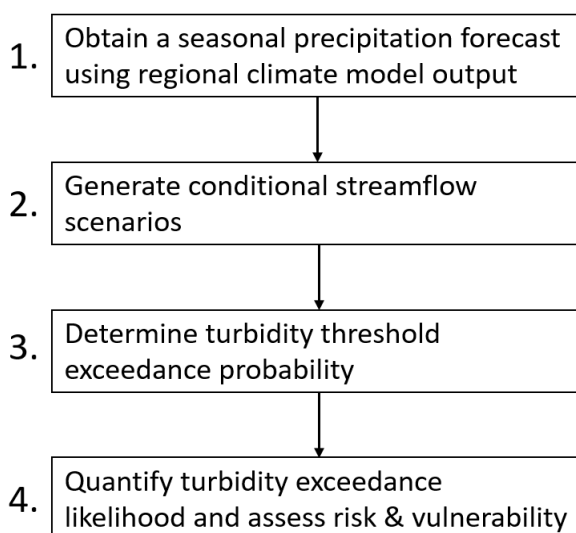 1. Obtain a seasonal precipitation forecast
using regional climate model output
2. Generate conditional streamflow
scenarios
3. Determine turbidity threshold
exceedance probability
4. Quantify turbidity exceedance
likelihood and assess risk & vulnerability